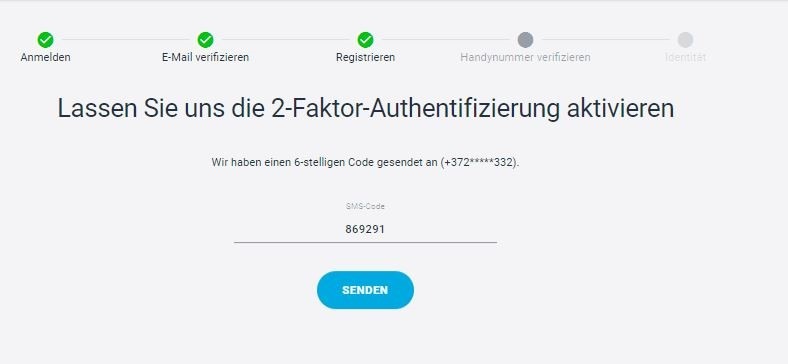 Anmelden
E-Mail verifizieren
Registrieren
Handynummer verifizieren
Identität
Lassen Sie uns die 2-Faktor-Authentifizierung aktivieren
Wir haben einen 6-stelligen Code gesendet an (+372*****332).
SMS-Code
869291
SENDEN